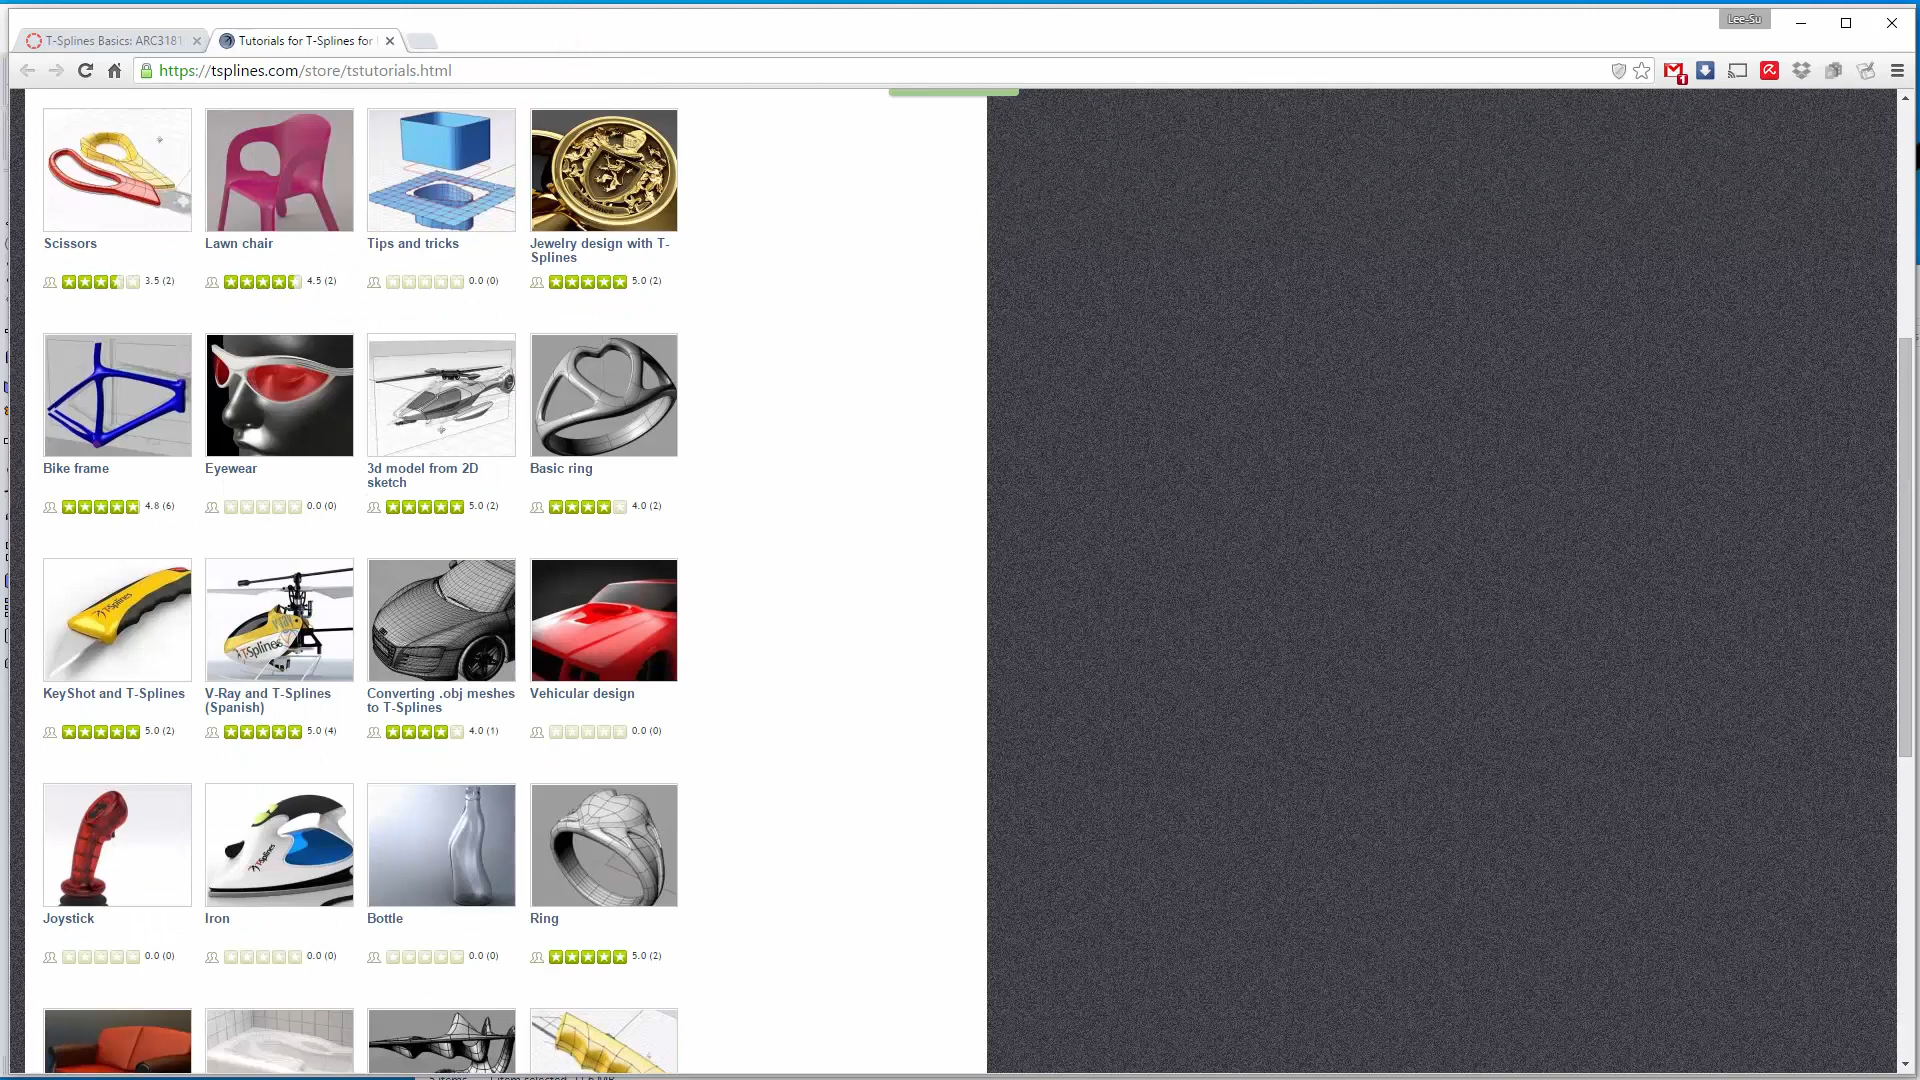 Lee-Su
T-Splines Basics: ARC3181
Tutorials for T-Splines for
https://tsplines.com/store/tstutorials.html
1
Scissors
Lawn chair
Tips and tricks
Jewelry design with T-
Splines
3.5 (2)
4.5 (2)
0.0 (0)
5.0 (2)
Bike frame
Eyewear
3d model from 2D
sketch
Basic ring
4.8 (6)
0.0 (0)
5.0 (2)
4.0 (2)
T-Splines
T-Splines
KeyShot and T-Splines
V-Ray and T-Splines
(Spanish)
Converting .obj meshes
to T-Splines
Vehicular design
5.0 (2)
5.0 (4)
4.0 (1)
0.0 (0)
T-Splines
Joystick
Iron
Bottle
Ring
0.0 (0)
0.0 (0)
0.0 (0)
5.0 (2)